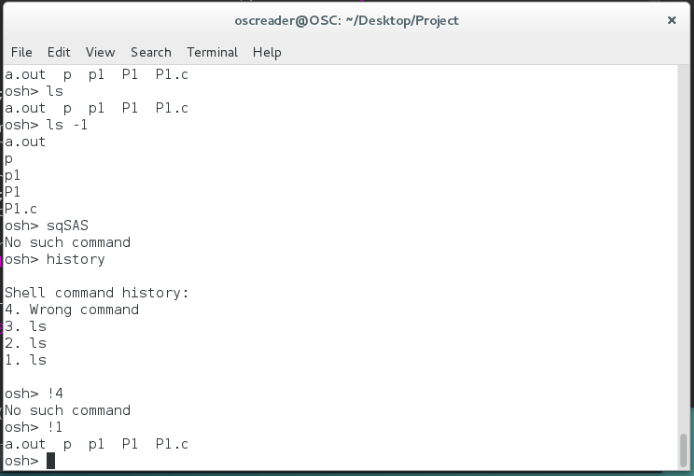 oscreader@OSC: ~/Desktop/Project ×
File Edit View Search Terminal Help
a.out p p1 P1 P1.c
osh> ls
a.out p p1 P1 P1.c
osh> ls -1
a.out
p
p1
P1
P1.c
osh> sqSAS
No such command
osh> history
Shell command history:
4. Wrong command
3. ls
2. ls
1. ls
osh> !4
No such command
osh> !1
a.out p p1 P1 P1.c
osh>